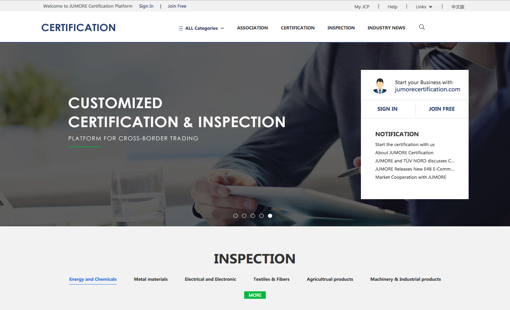 Welcome to JUMORE Certification Platform Sign In | Join Free My JCP | Help | Links | 中文版
CERTIFICATION ALL Categories ASSOCIATION CERTIFICATION INSPECTION INDUSTRY NEWS
CUSTOMIZED
CERTIFICATION & INSPECTION
PLATFORM FOR CROSS-BORDER TRADING
Start your Business with
jumorecertification.com
SIGN IN JOIN FREE
NOTIFICATION
Start the certification with us
About JUMORE Certification
JUMORE and TÜV NORD discusses C...
JUMORE Releases New E4B E-Comm...
Market Cooperation with JUMORE
INSPECTION
Energy and Chemicals Metal materials Electrical and Electronic Textiles & Fibers Agricultrual products Machinery & Industrial products
MORE